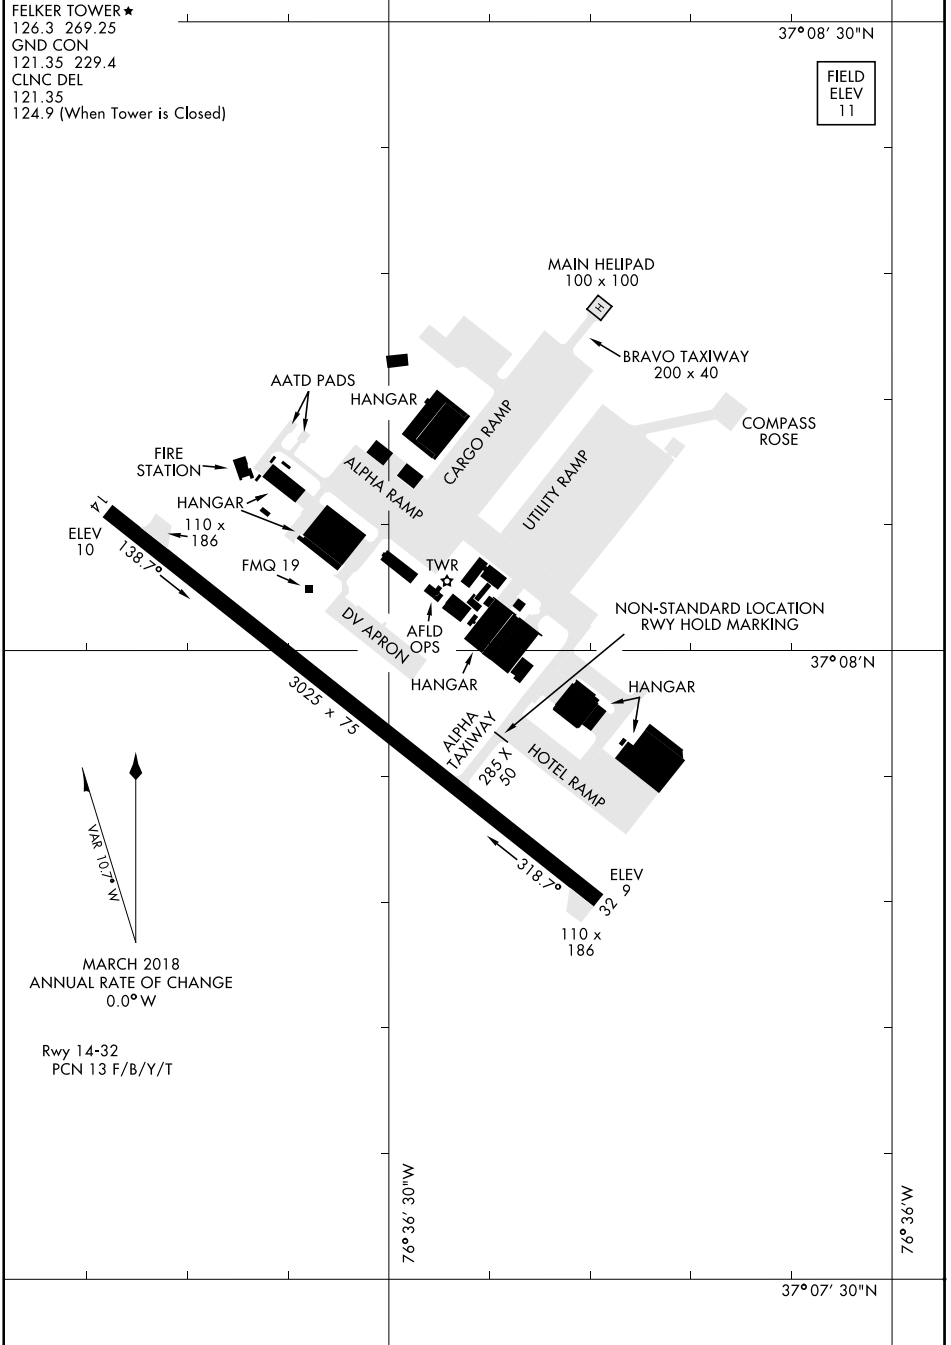 FELKER TOWER★
126.3 269.25
GND CON
121.35 229.4
CLNC DEL
121.35
124.9 (When Tower is Closed)
37°08' 30"N
FIELD
ELEV
11
MAIN HELIPAD
100 x 100
H
BRAVO TAXIWAY
200 x 40
AATD PADS
HANGAR
CARGO RAMP
COMPASS
ROSE
FIRE
STATION
ALPHA RAMP
UTILITY RAMP
HANGAR
14
ELEV
10
110 x
186
138.7°
FMQ 19
TWR
DV APRON
AFLD
OPS
NON-STANDARD LOCATION
RWY HOLD MARKING
37°08'N
HANGAR
HANGAR
3025 x 75
ALPHA
TAXIWAY
285 X
50
HOTEL RAMP
VAR 10.7° W
318.7°
ELEV
9
32
110 x
186
MARCH 2018
ANNUAL RATE OF CHANGE
0.0° W
Rwy 14-32
PCN 13 F/B/Y/T
76°36' 30"W
76°36'W
37°07' 30"N